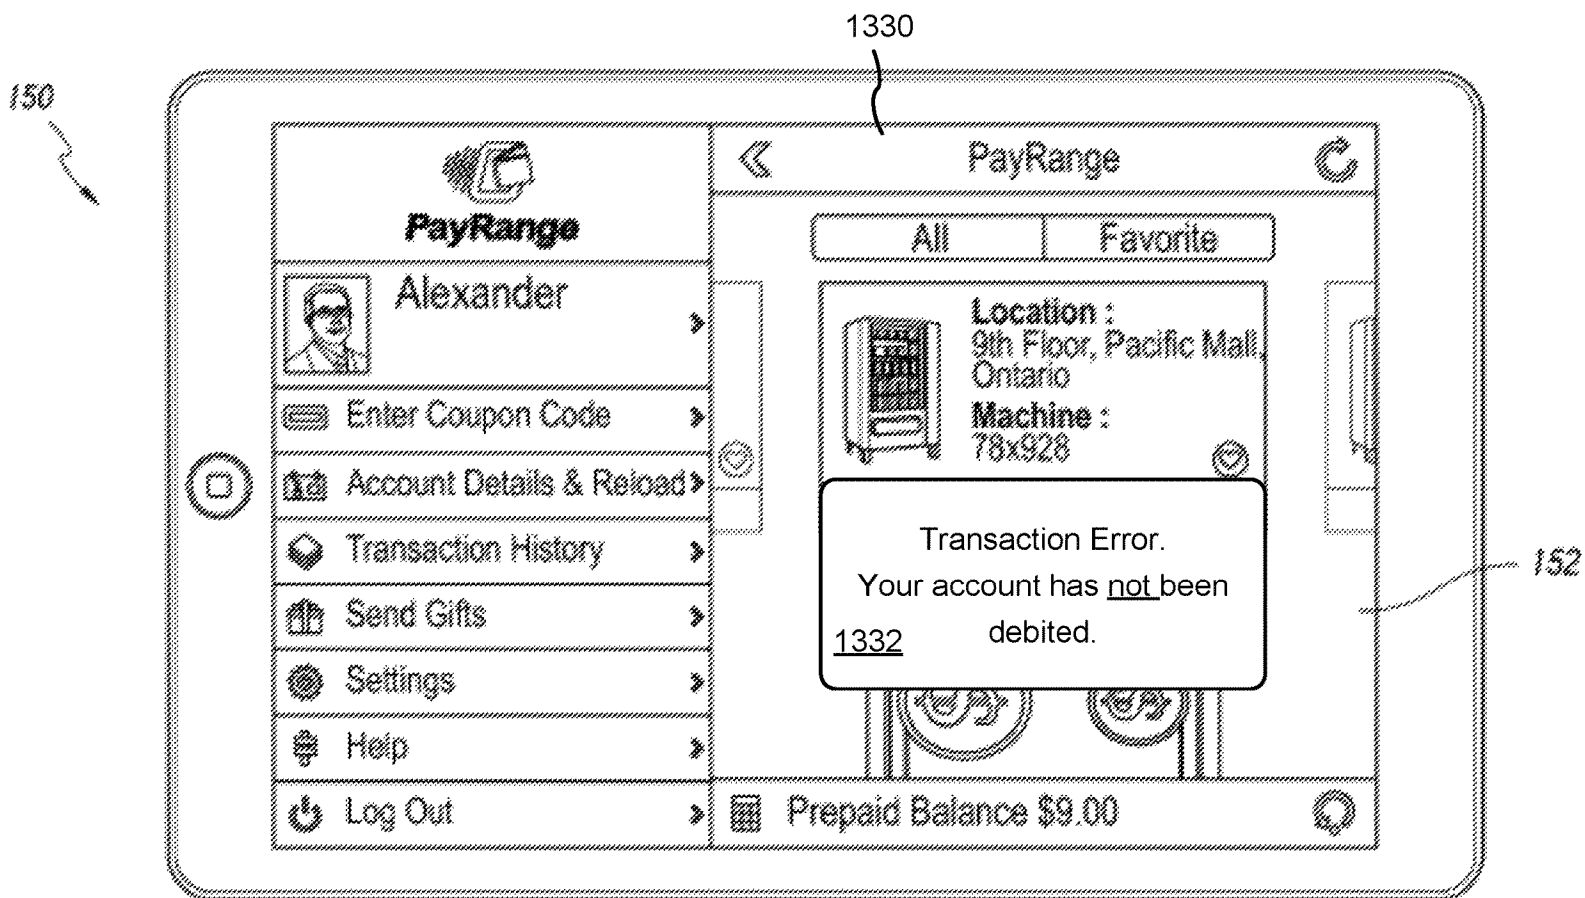 1330
150
PayRange
PayRange
All
Favorite
Alexander
Location :
9th Floor, Pacific Mall,
Ontario
Machine :
78x928
Enter Coupon Code
Account Details & Reload
Transaction History
Send Gifts
Settings
Help
Log Out
Transaction Error.
Your account has not been
debited.
1332
152
Prepaid Balance $9.00